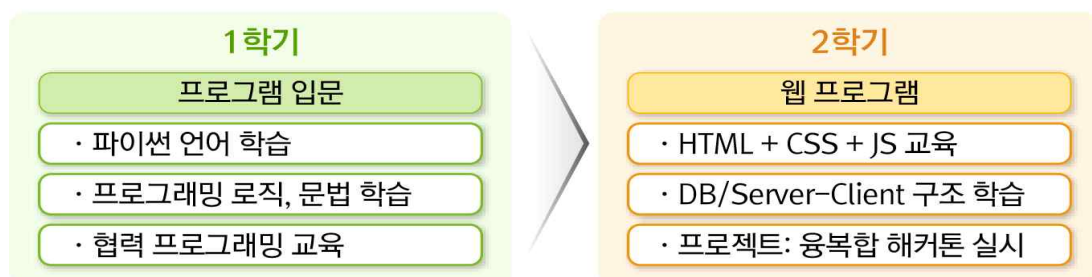 1학기
프로그램 입문
· 파이썬 언어 학습
· 프로그래밍 로직, 문법 학습
· 협력 프로그래밍 교육
2학기
웹 프로그램
· HTML + CSS + JS 교육
· DB/Server-Client 구조 학습
· 프로젝트: 융복합 해커톤 실시